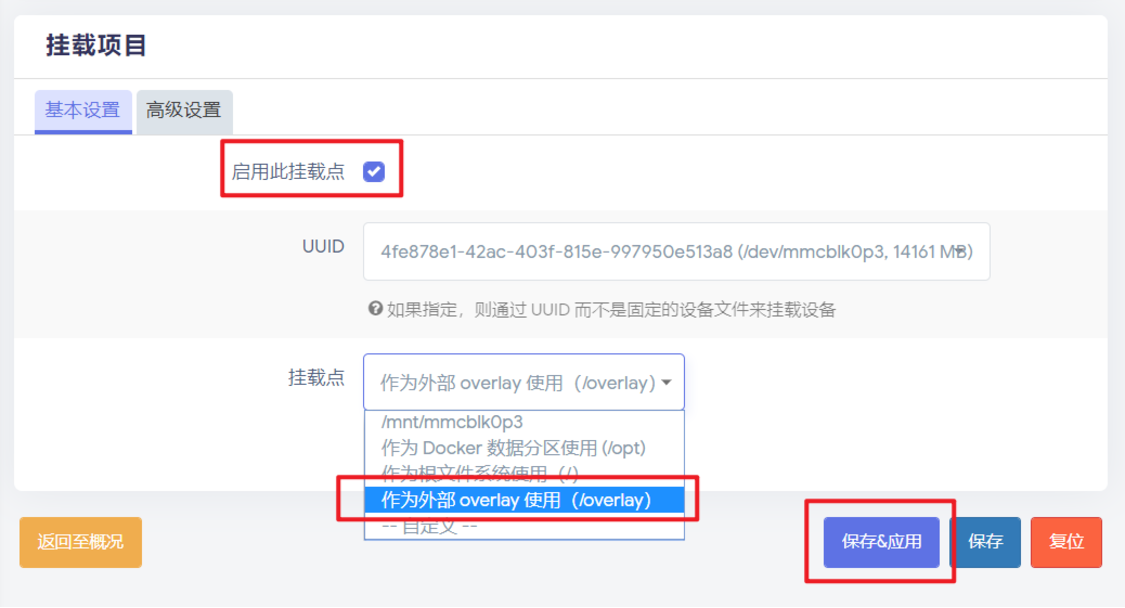 挂载项目
基本设置 高级设置
启用此挂载点
UUID
4fe878e1-42ac-403f-815e-997950e513a8 (/dev/mmcblk0p3, 14161 MB)
如果指定，则通过 UUID 而不是固定的设备文件来挂载设备
挂载点
作为外部 overlay 使用（/overlay）
/mnt/mmcblk0p3
作为 Docker 数据分区使用 (/opt)
作为根文件系统使用（/）
作为外部 overlay 使用（/overlay）
-- 自定义 --
返回至概况 保存&应用 保存 复位